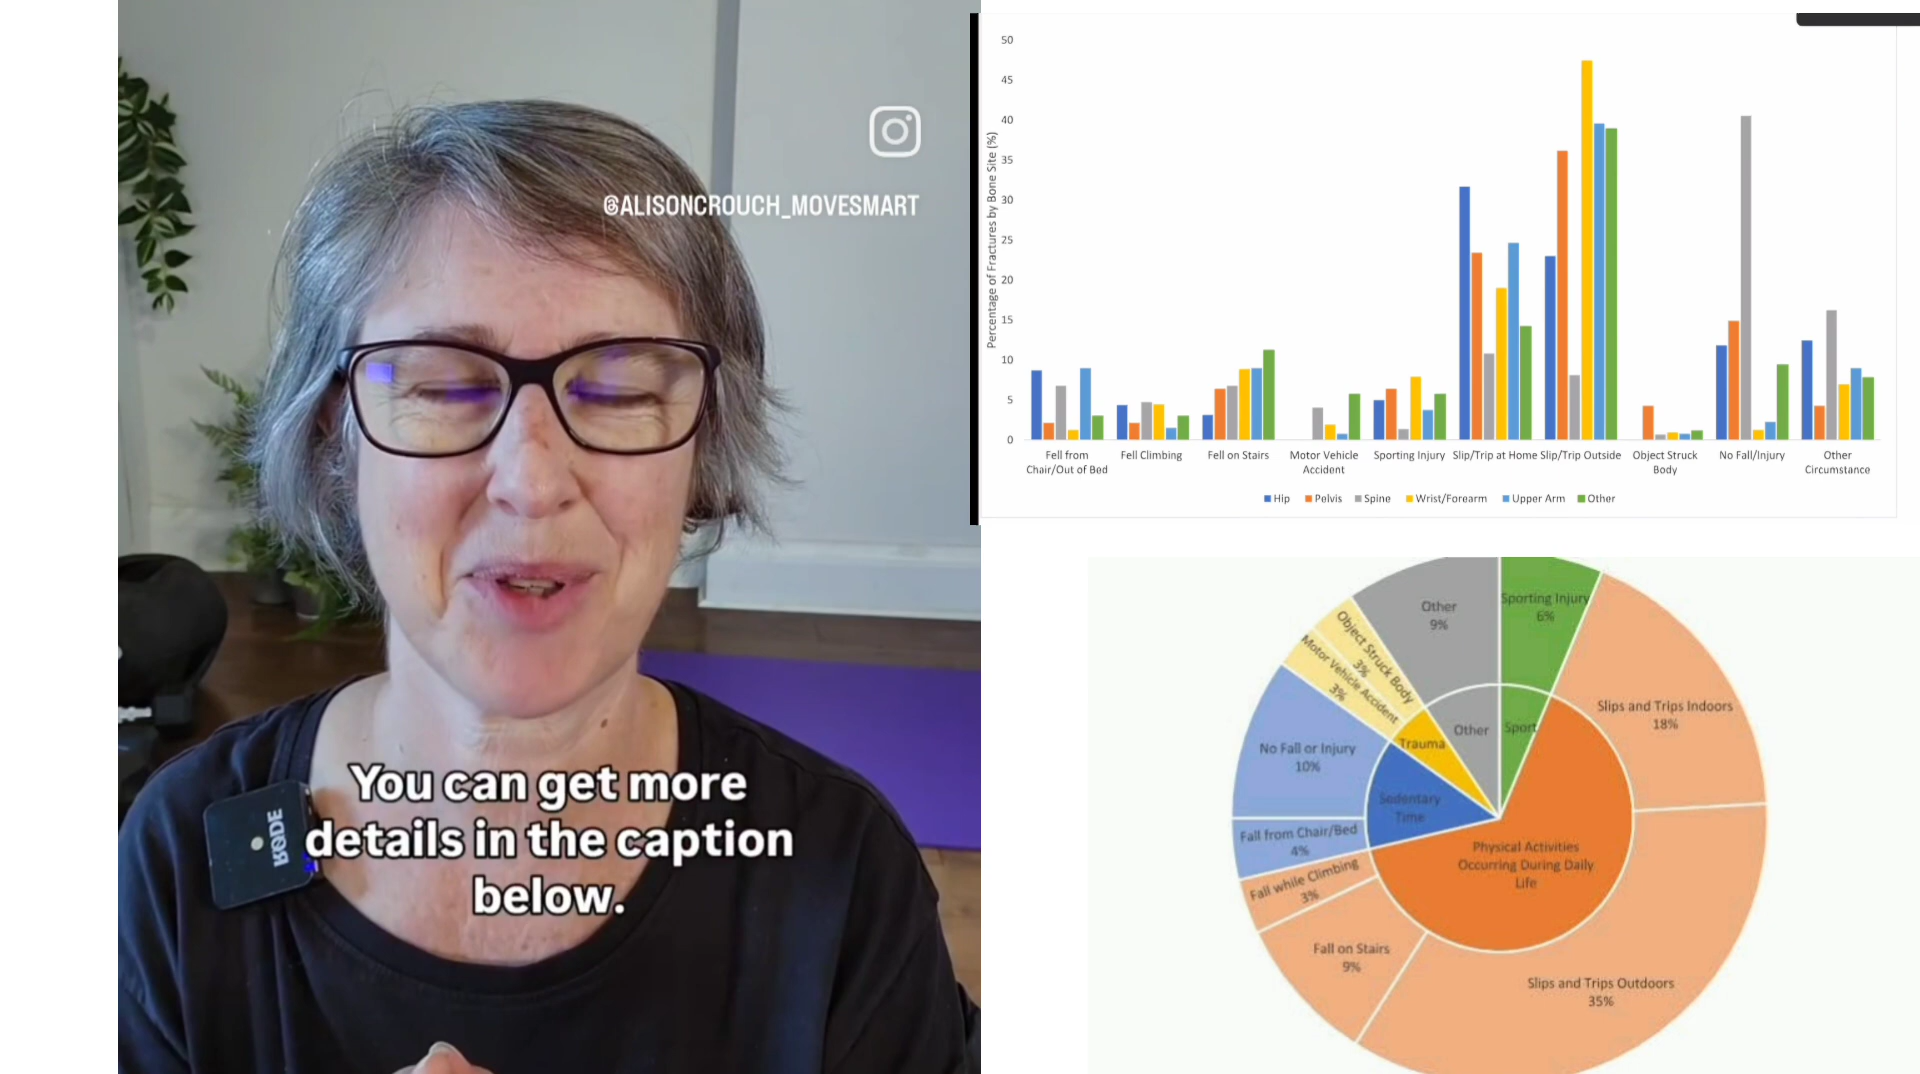 @ALISONCROUCH_MOVESMART
RODE
You can get more
details in the caption
below.
Percentage of Fractures by Bone Site (%)
50
45
40
35
30
25
20
15
10
5
0
Fell from
Chair/Out of Bed
Fell Climbing
Fell on Stairs
Motor Vehicle
Accident
Sporting Injury
Slip/Trip at Home
Slip/Trip Outside
Object Struck
Body
No Fall/Injury
Other
Circumstance
Hip Pelvis Spine Wrist/Forearm Upper Arm Other
Other
9%
Sporting Injury
6%
Object Struck Body
3%
Motor Vehicle Accident
3%
Slips and Trips Indoors
18%
Other
Sport
Trauma
No Fall or Injury
10%
Sedentary
Time
Fall from Chair/Bed
4%
Physical Activities
Occurring During Daily
Life
Fall while Climbing
3%
Fall on Stairs
9%
Slips and Trips Outdoors
35%